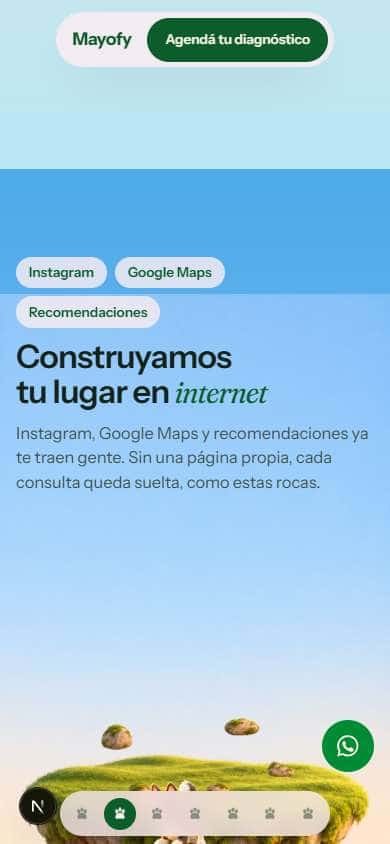 Mayofy
Agendá tu diagnóstico
Instagram
Google Maps
Recomendaciones
Construyamos
tu lugar en internet
Instagram, Google Maps y recomendaciones ya
te traen gente. Sin una página propia, cada
consulta queda suelta, como estas rocas.
N